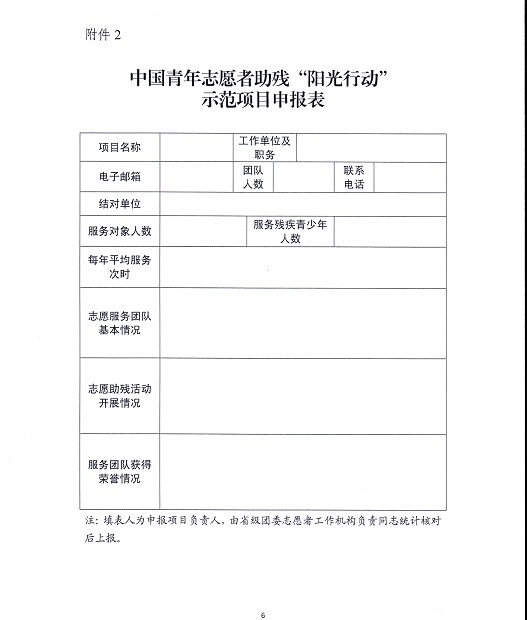 附件 2
中国青年志愿者助残“阳光行动”
示范项目申报表
项目名称
工作单位及
职务
电子邮箱
团队
人数
联系
电话
结对单位
服务对象人数
服务残疾青少年
人数
每年平均服务
次时
志愿服务团队
基本情况
志愿助残活动
开展情况
服务团队获得
荣誉情况
注：填表人为申报项目负责人，由省级团委志愿者工作机构负责同志统计核对
后上报。
6